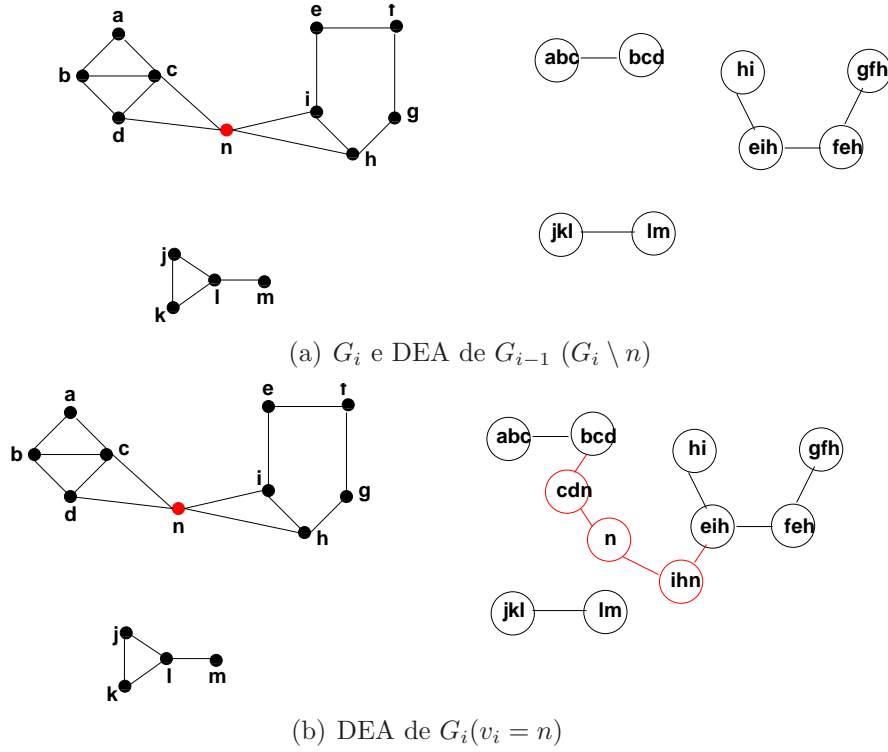 a
b
c
d
n
e
f
i
g
h
abc
bcd
hi
gfh
eih
feh
j
k
l
m
jkl
lm
(a) G_i e DEA de G_{i−1} (G_i \ n)
a
b
c
d
n
e
f
i
g
h
abc
bcd
cdn
n
ihn
hi
gfh
eih
feh
j
k
l
m
jkl
lm
(b) DEA de G_i(v_i = n)